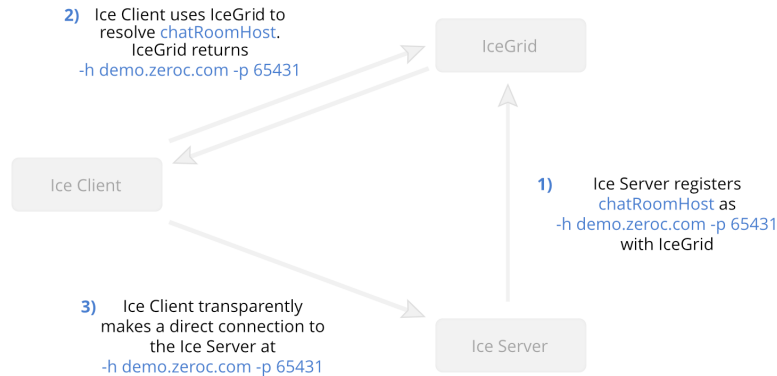 2) Ice Client uses IceGrid to
resolve chatRoomHost.
IceGrid returns
-h demo.zeroc.com -p 65431
IceGrid
Ice Client
1) Ice Server registers
chatRoomHost as
-h demo.zeroc.com -p 65431
with IceGrid
3) Ice Client transparently
makes a direct connection to
the Ice Server at
-h demo.zeroc.com -p 65431
Ice Server